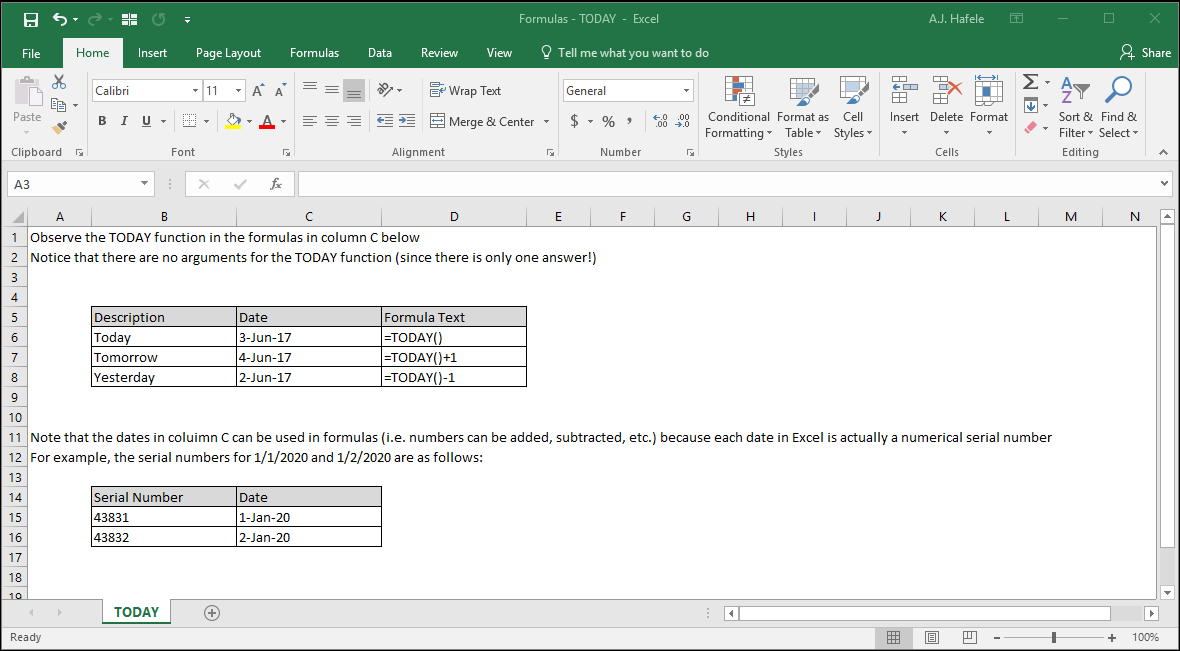 Formulas - TODAY - Excel
A.J. Hafele
File Home Insert Page Layout Formulas Data Review View Tell me what you want to do Share
Paste
Calibri 11
B I U A
Wrap Text
Merge & Center
General
$ % ,
Conditional Formatting
Format as Table
Cell Styles
Insert Delete Format
Sort & Filter
Find & Select
Clipboard Font Alignment Number Styles Cells Editing
A3 fx
A B C D E F G H I J K L M N
1 Observe the TODAY function in the formulas in column C below
2 Notice that there are no arguments for the TODAY function (since there is only one answer!)
3
4
5 Description Date Formula Text
6 Today 3-Jun-17 =TODAY()
7 Tomorrow 4-Jun-17 =TODAY()+1
8 Yesterday 2-Jun-17 =TODAY()-1
9
10
11 Note that the dates in coluimn C can be used in formulas (i.e. numbers can be added, subtracted, etc.) because each date in Excel is actually a numerical serial number
12 For example, the serial numbers for 1/1/2020 and 1/2/2020 are as follows:
13
14 Serial Number Date
15 43831 1-Jan-20
16 43832 2-Jan-20
17
18
19
TODAY
Ready 100%